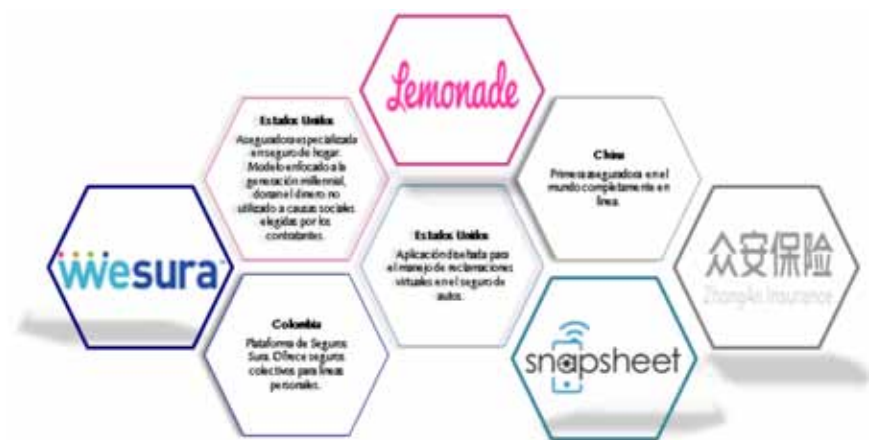 Lemonade
Estados Unidos
Aseguradora especializada
en seguro de hogar.
Modelo enfocado a la
generación millennial,
donan el dinero no
utilizado a causas sociales
elegidas por los
contratantes.
China
Primera aseguradora en el
mundo completamente en
línea.
wesura
Estados Unidos
Aplicación diseñada para
el manejo de reclamaciones
virtuales en el seguro de
autos.
众安保险
ZhongAn Insurance
Colombia
Plataforma de Seguros
Sura. Ofrece seguros
colectivos para líneas
personales.
snapsheet